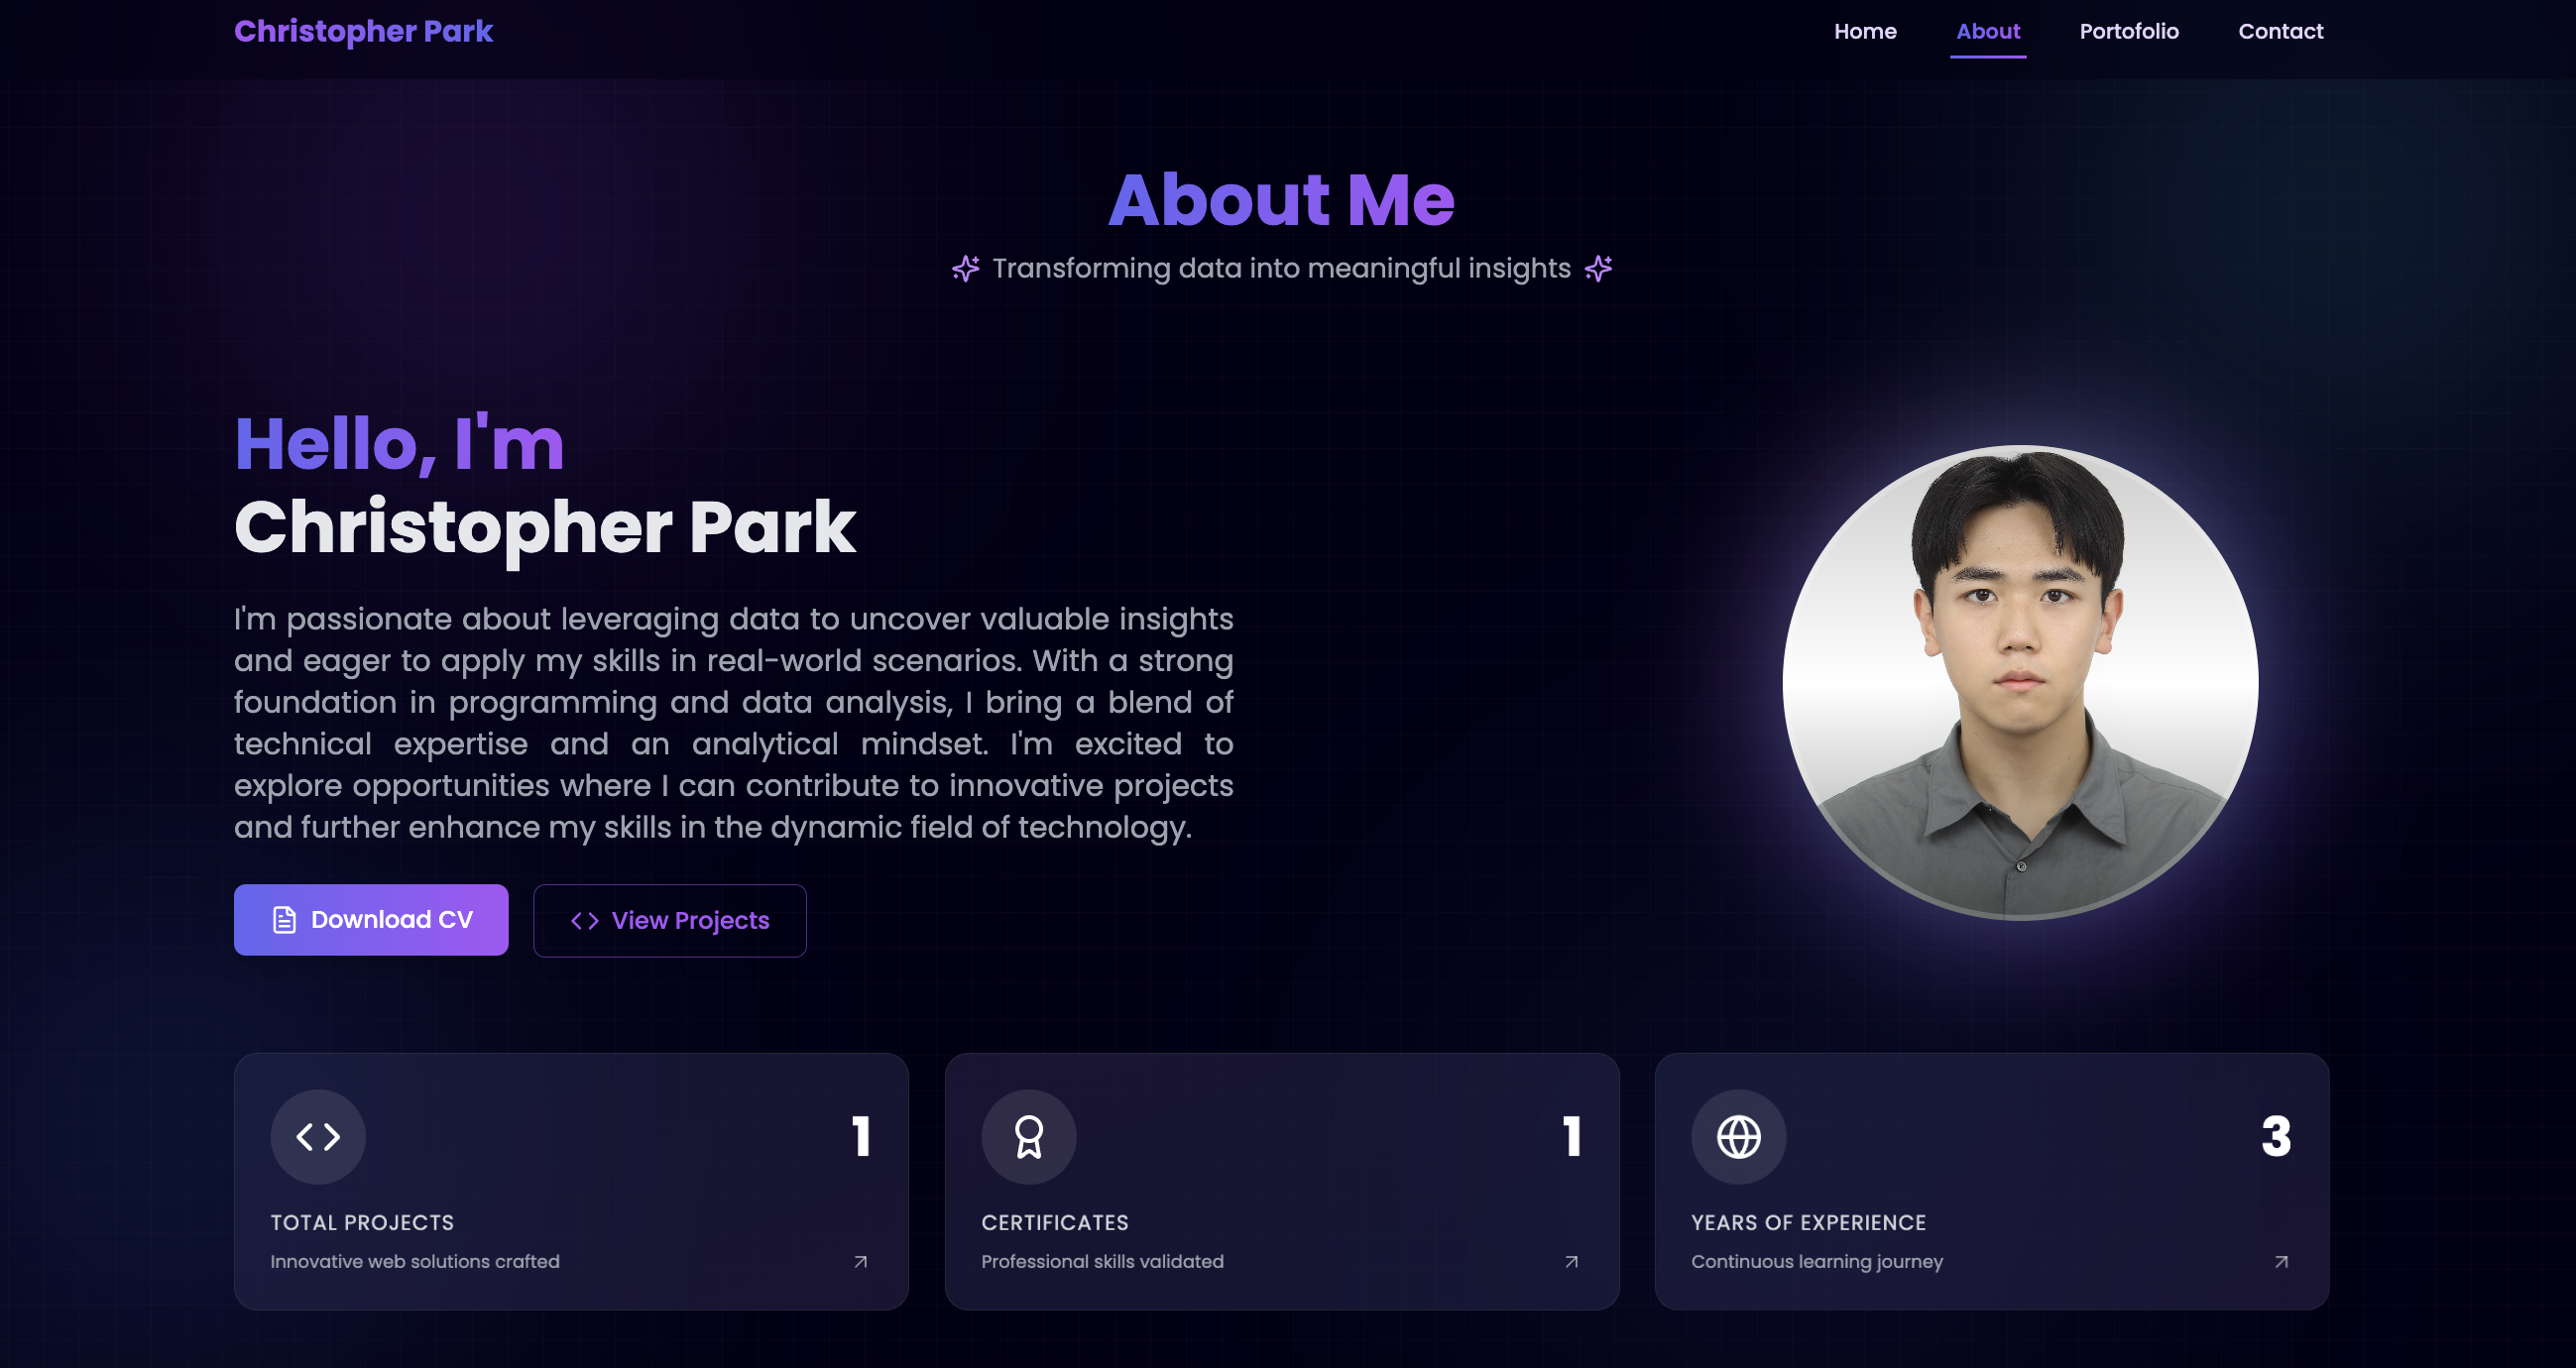 Christopher Park
Home
About
Portofolio
Contact
About Me
Transforming data into meaningful insights
Hello, I'm
Christopher Park
I'm passionate about leveraging data to uncover valuable insights
and eager to apply my skills in real-world scenarios. With a strong
foundation in programming and data analysis, I bring a blend of
technical expertise and an analytical mindset. I'm excited to
explore opportunities where I can contribute to innovative projects
and further enhance my skills in the dynamic field of technology.
Download CV
View Projects
1
TOTAL PROJECTS
Innovative web solutions crafted
1
CERTIFICATES
Professional skills validated
3
YEARS OF EXPERIENCE
Continuous learning journey